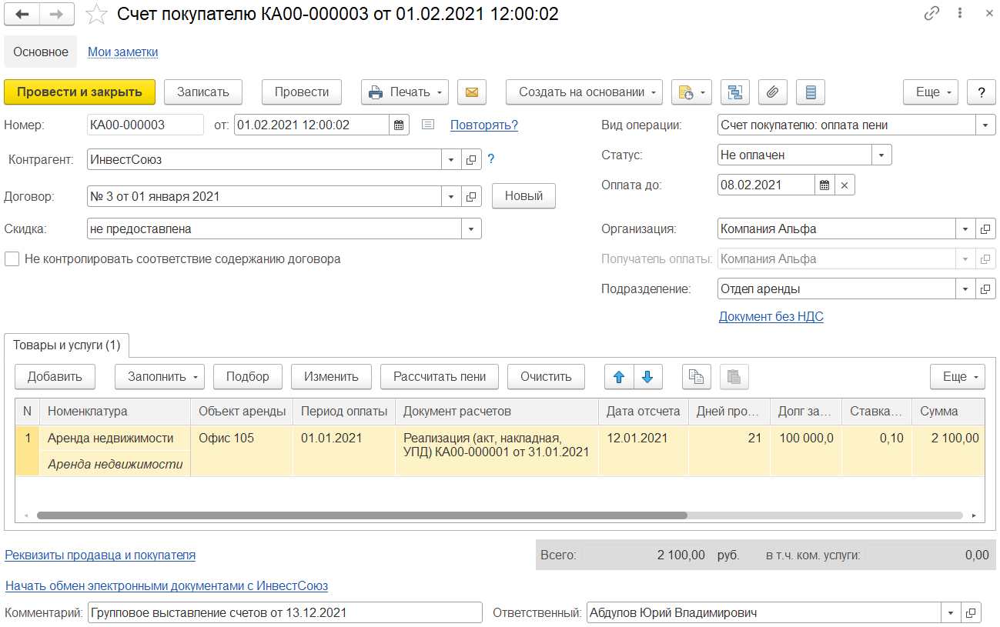 Счет покупателю КА00-000003 от 01.02.2021 12:00:02
Основное Мои заметки
Провести и закрыть Записать Провести Печать Создать на основании Еще ?
Номер: КА00-000003 от: 01.02.2021 12:00:02 Повторять? Вид операции: Счет покупателю: оплата пени
Контрагент: ИнвестСоюз ? Статус: Не оплачен
Оплата до: 08.02.2021
Договор: № 3 от 01 января 2021 Новый
Скидка: не предоставлена Организация: Компания Альфа
Не контролировать соответствие содержанию договора Получатель оплаты: Компания Альфа
Подразделение: Отдел аренды
Документ без НДС
Товары и услуги (1)
Добавить Заполнить Подбор Изменить Рассчитать пени Очистить Еще
N Номенклатура Объект аренды Период оплаты Документ расчетов Дата отсчета Дней про... Долг за... Ставка... Сумма
1 Аренда недвижимости Офис 105 01.01.2021 Реализация (акт, накладная, 12.01.2021 21 100 000,0 0,10 2 100,00
УПД) КА00-000001 от 31.01.2021
Аренда недвижимости
Реквизиты продавца и покупателя Всего: 2 100,00 руб. в т.ч. ком. услуги: 0,00
Начать обмен электронными документами с ИнвестСоюз
Комментарий: Групповое выставление счетов от 13.12.2021 Ответственный: Абдулов Юрий Владимирович